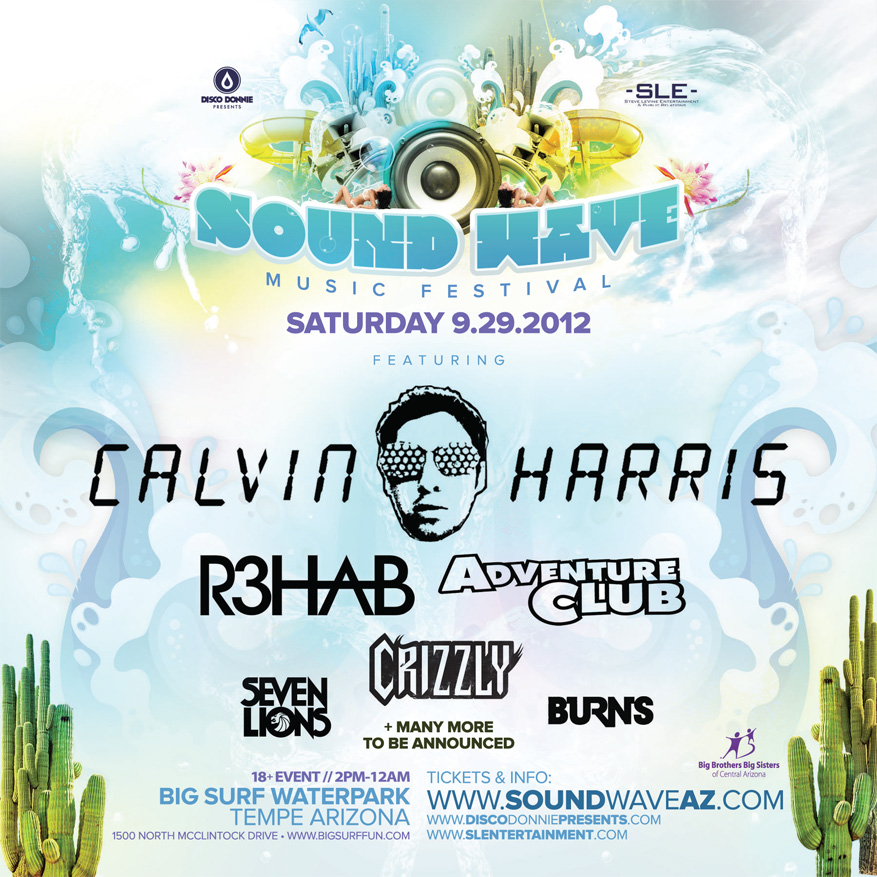 DISCO DONNIE
PRESENTS
-SLE-
STEVE LEVINE ENTERTAINMENT
& PUBLIC RELATIONS
SOUND WAVE
MUSIC FESTIVAL
SATURDAY 9.29.2012
FEATURING
CALVIN HARRIS
R3HAB
ADVENTURE
CLUB
CRIZZLY
SEVEN
LIONS
BURNS
+ MANY MORE
TO BE ANNOUNCED
Big Brothers Big Sisters
of Central Arizona
18+ EVENT // 2PM-12AM
BIG SURF WATERPARK
TEMPE ARIZONA
1500 NORTH MCCLINTOCK DRIVE • WWW.BIGSURFFUN.COM
TICKETS & INFO:
WWW.SOUNDWAVEAZ.COM
WWW.DISCODONNIEPRESENTS.COM
WWW.SLENTERTAINMENT.COM